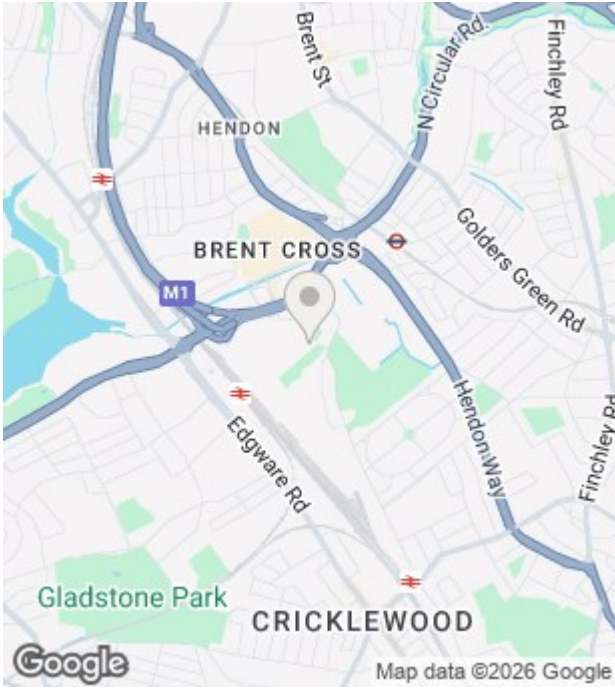 Brent St
N Circular Rd
Finchley Rd
HENDON
Golders Green Rd
BRENT CROSS
M1
Hendon Way
Finchley Rd
Edgware Rd
Gladstone Park
CRICKLEWOOD
Google
Map data ©2026 Google